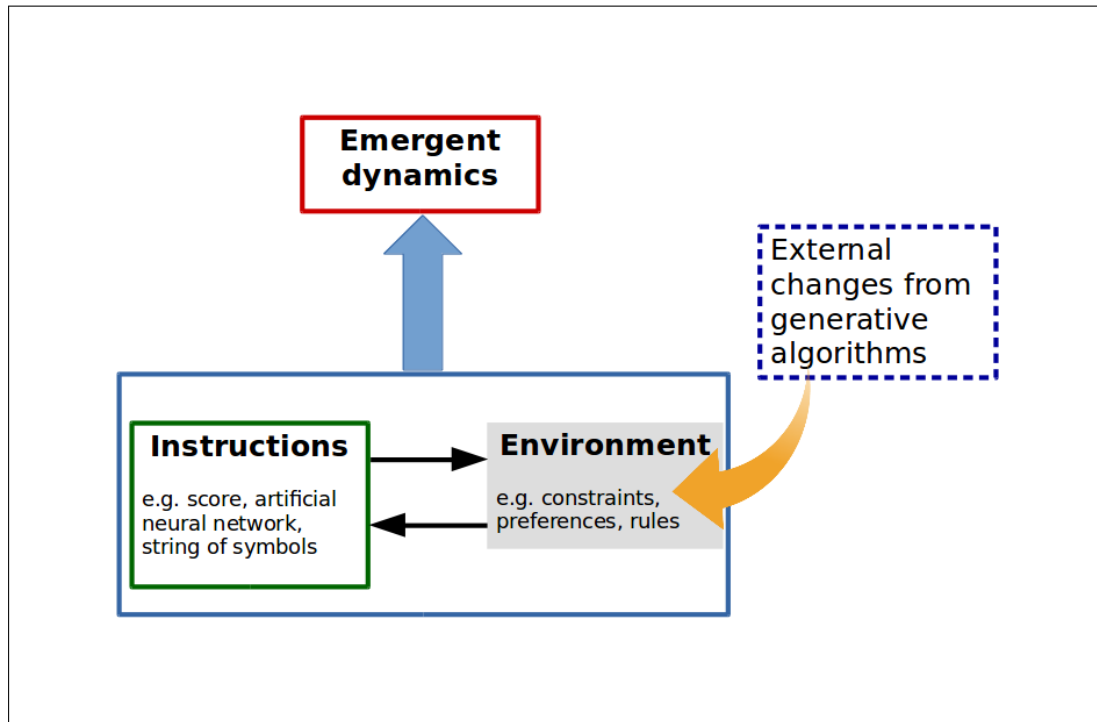 Emergent
dynamics
External
changes from
generative
algorithms
Instructions
e.g. score, artificial
neural network,
string of symbols
Environment
e.g. constraints,
preferences, rules